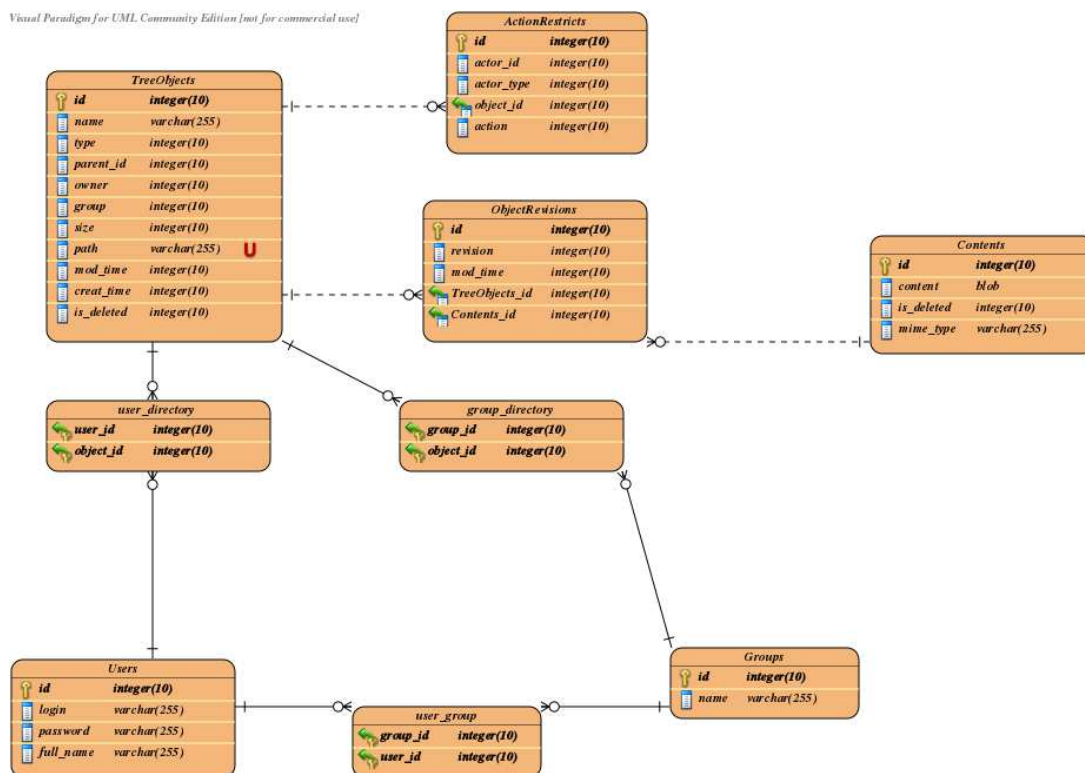 Visual Paradigm for UML Community Edition [not for commercial use]
ActionRestricts
id integer(10)
actor_id integer(10)
actor_type integer(10)
object_id integer(10)
action integer(10)
TreeObjects
id integer(10)
name varchar(255)
type integer(10)
parent_id integer(10)
owner integer(10)
group integer(10)
size integer(10)
path varchar(255) U
mod_time integer(10)
creat_time integer(10)
is_deleted integer(10)
ObjectRevisions
id integer(10)
revision integer(10)
mod_time integer(10)
TreeObjects_id integer(10)
Contents_id integer(10)
Contents
id integer(10)
content blob
is_deleted integer(10)
mime_type varchar(255)
user_directory
user_id integer(10)
object_id integer(10)
group_directory
group_id integer(10)
object_id integer(10)
Users
id integer(10)
login varchar(255)
password varchar(255)
full_name varchar(255)
user_group
group_id integer(10)
user_id integer(10)
Groups
id integer(10)
name varchar(255)